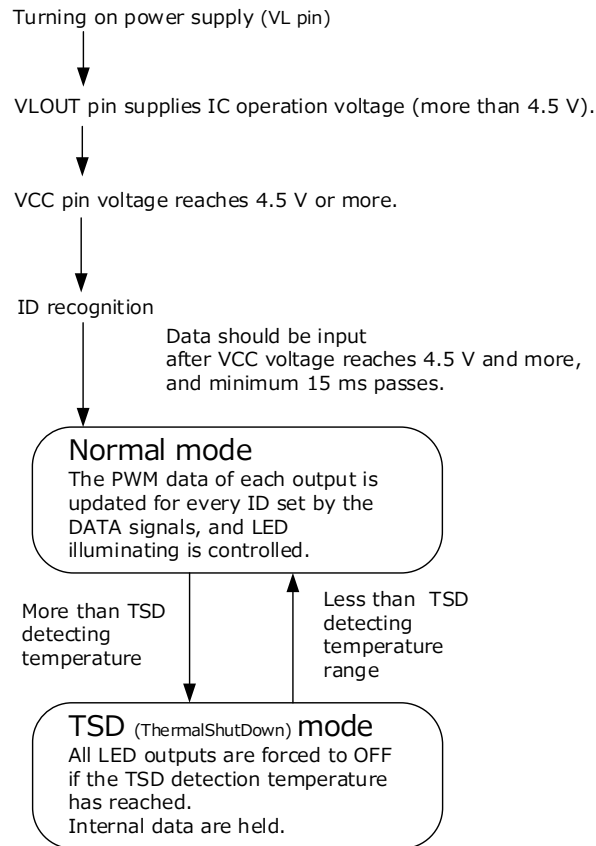 Turning on power supply (VL pin)
VLOUT pin supplies IC operation voltage (more than 4.5 V).
VCC pin voltage reaches 4.5 V or more.
ID recognition
Data should be input
after VCC voltage reaches 4.5 V and more,
and minimum 15 ms passes.
Normal mode
The PWM data of each output is
updated for every ID set by the
DATA signals, and LED
illuminating is controlled.
More than TSD
detecting
temperature
Less than TSD
detecting
temperature
range
TSD (ThermalShutDown) mode
All LED outputs are forced to OFF
if the TSD detection temperature
has reached.
Internal data are held.